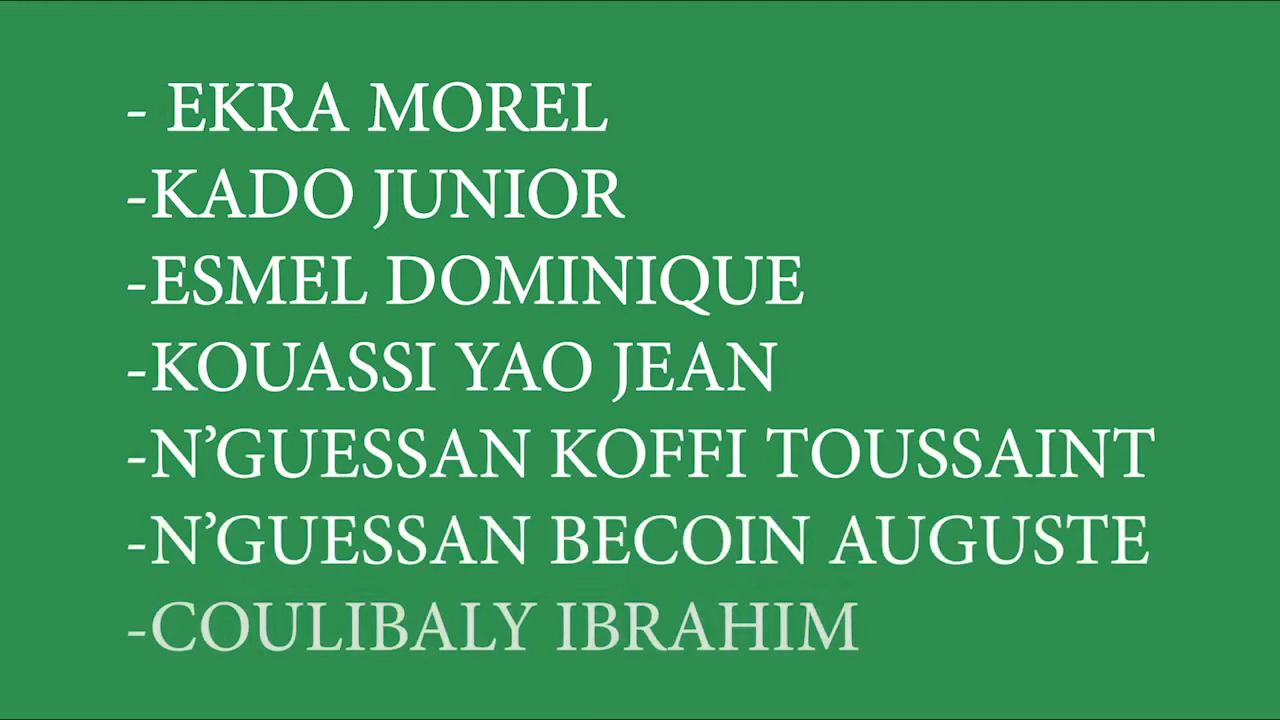 - EKRA MOREL
-KADO JUNIOR
-ESMEL DOMINIQUE
-KOUASSI YAO JEAN
-N’GUESSAN KOFFI TOUSSAINT
-N’GUESSAN BECOIN AUGUSTE
-COULIBALY IBRAHIM